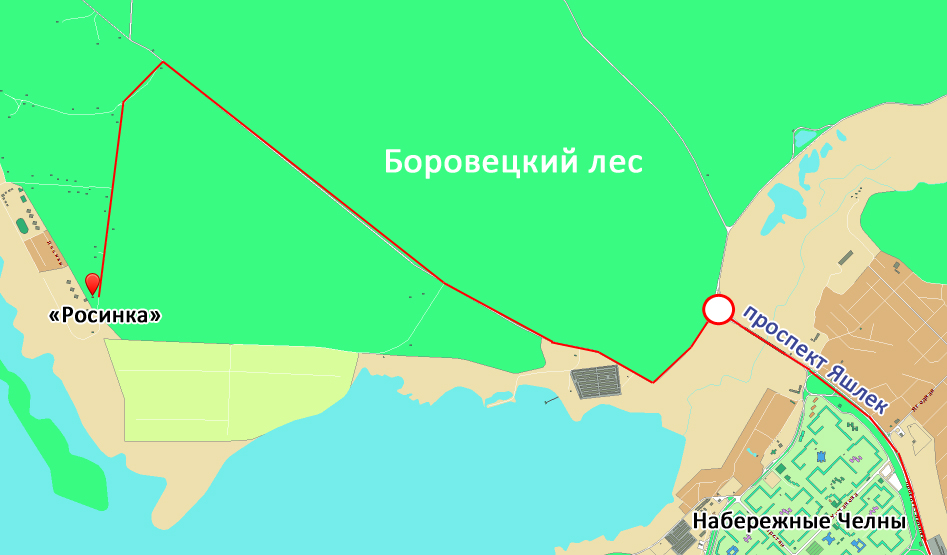 Боровецкий лес
«Росинка»
проспект Яшлек
Набережные Челны